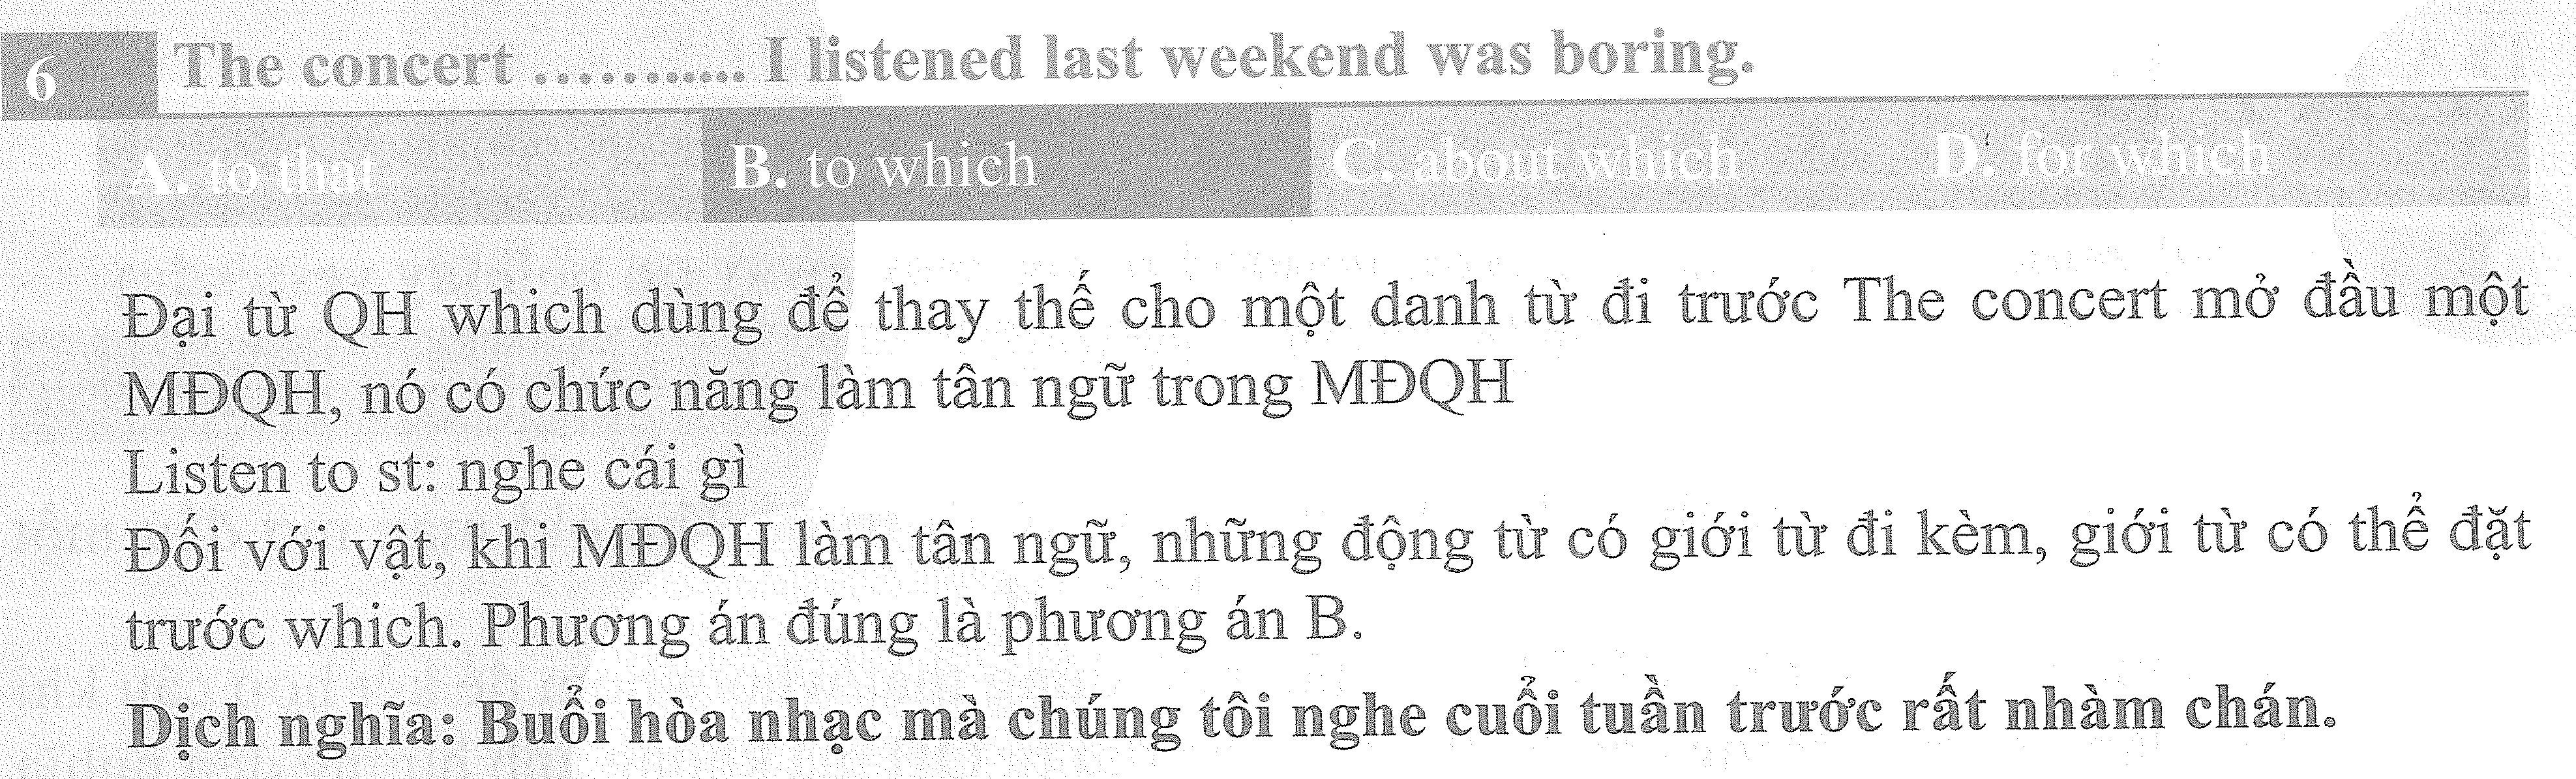 6 The concert ........... I listened last weekend was boring.
A. to that B. to which C. about which D. for which
Đại từ QH which dùng để thay thế cho một danh từ đi trước The concert mở đầu một
MĐQH, nó có chức năng làm tân ngữ trong MĐQH
Listen to st: nghe cái gì
Đối với vật, khi MĐQH làm tân ngữ, những động từ có giới từ đi kèm, giới từ có thể đặt
trước which. Phương án đúng là phương án B.
Dịch nghĩa: Buổi hòa nhạc mà chúng tôi nghe cuổi tuần trước rất nhàm chán.